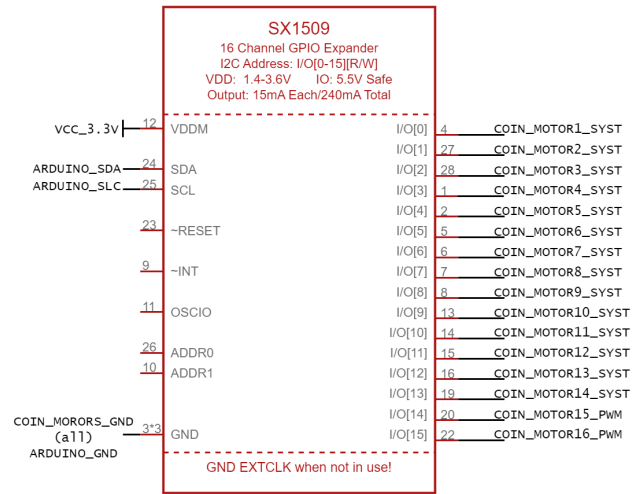 SX1509
16 Channel GPIO Expander
I2C Address: I/O[0-15][R/W]
VDD: 1.4-3.6V IO: 5.5V Safe
Output: 15mA Each/240mA Total
VCC_3.3V 12 VDDM I/O[0] 4 COIN_MOTOR1_SYST
I/O[1] 27 COIN_MOTOR2_SYST
ARDUINO_SDA 24 SDA I/O[2] 28 COIN_MOTOR3_SYST
ARDUINO_SLC 25 SCL I/O[3] 1 COIN_MOTOR4_SYST
I/O[4] 2 COIN_MOTOR5_SYST
23 ~RESET I/O[5] 5 COIN_MOTOR6_SYST
I/O[6] 6 COIN_MOTOR7_SYST
9 ~INT I/O[7] 7 COIN_MOTOR8_SYST
I/O[8] 8 COIN_MOTOR9_SYST
11 OSCIO I/O[9] 13 COIN_MOTOR10_SYST
I/O[10] 14 COIN_MOTOR11_SYST
26 ADDR0 I/O[11] 15 COIN_MOTOR12_SYST
10 ADDR1 I/O[12] 16 COIN_MOTOR13_SYST
I/O[13] 19 COIN_MOTOR14_SYST
I/O[14] 20 COIN_MOTOR15_PWM
COIN_MORORS_GND
(all)
ARDUINO_GND
3*3 GND I/O[15] 22 COIN_MOTOR16_PWM
GND EXTCLK when not in use!